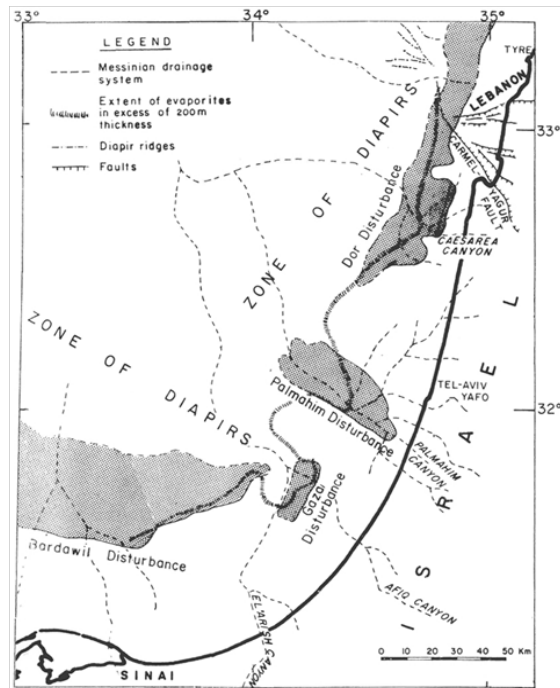 33°
34°
35°
LEGEND
Messinian drainage
system
Extent of evaporites
in excess of 200m
thickness
Diapir ridges
Faults
TYRE
LEBANON
33°
CARMEL-YAGUR
FAULT
CAESAREA
CANYON
Dor Disturbance
ZONE OF DIAPIRS
ZONE OF DIAPIRS
TEL-AVIV
YAFO
32°
PALMAHIM
CANYON
Palmahim Disturbance
Gaza
Disturbance
Bardawil Disturbance
AFIQ CANYON
EL'ARISH CANYON
ISRAEL
SINAI
0 10 20 30 40 50 Km